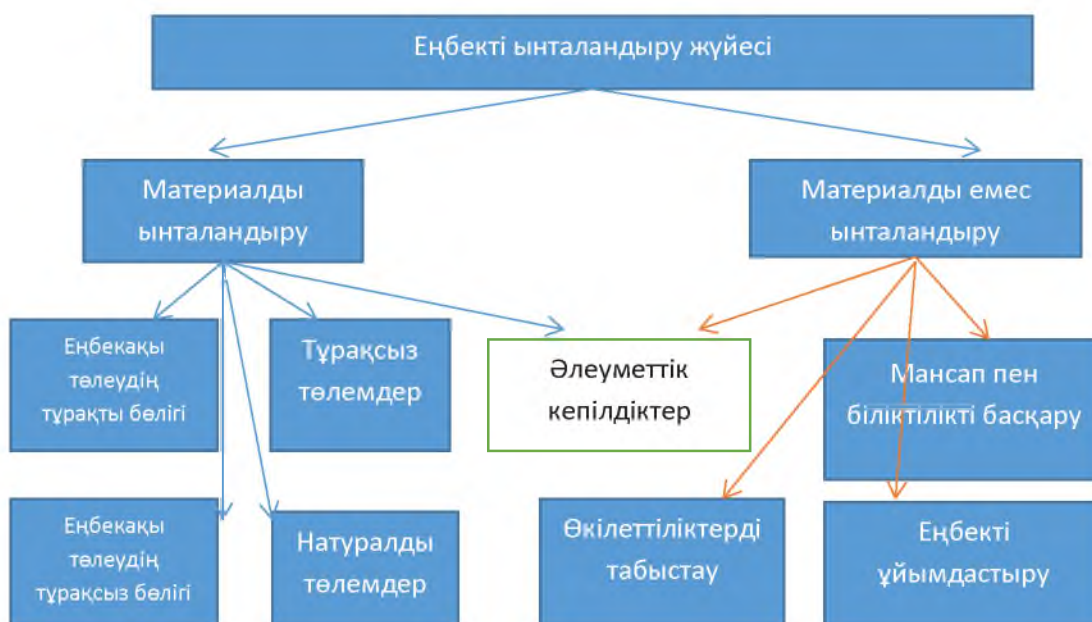 Еңбекті ынталандыру жүйесі
Материалды
ынталандыру
Материалды емес
ынталандыру
Еңбекақы
төлеудің
тұрақты бөлігі
Тұрақсыз
төлемдер
Әлеуметтік
кепілдіктер
Мансап пен
біліктілікті басқару
Еңбекақы
төлеудің
тұрақсыз бөлігі
Натуралды
төлемдер
Өкілеттіліктерді
табыстау
Еңбекті
ұйымдастыру